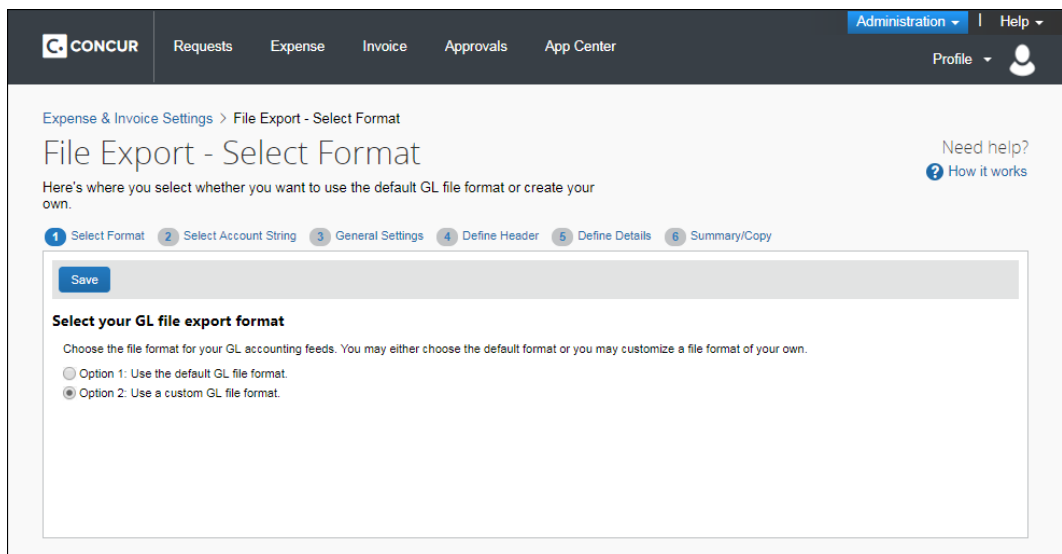 Administration | Help
C. CONCUR Requests Expense Invoice Approvals App Center
Profile
Expense & Invoice Settings > File Export - Select Format
File Export - Select Format
Need help?
? How it works
Here's where you select whether you want to use the default GL file format or create your
own.
1 Select Format 2 Select Account String 3 General Settings 4 Define Header 5 Define Details 6 Summary/Copy
Save
Select your GL file export format
Choose the file format for your GL accounting feeds. You may either choose the default format or you may customize a file format of your own.
Option 1: Use the default GL file format.
Option 2: Use a custom GL file format.